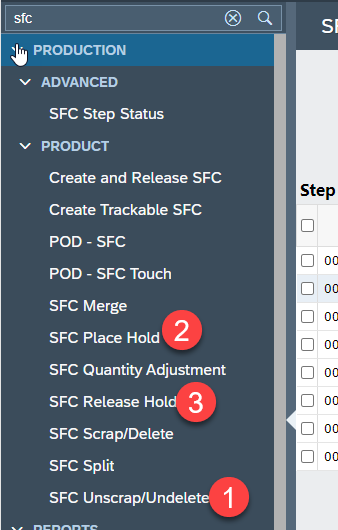 sfc
PRODUCTION
ADVANCED
SFC Step Status
PRODUCT
Create and Release SFC
Create Trackable SFC
POD - SFC
POD - SFC Touch
SFC Merge
SFC Place Hold 2
SFC Quantity Adjustment
SFC Release Hold 3
SFC Scrap/Delete
SFC Split
SFC Unscrap/Undelete 1
REPORTS
Step
00
00
00
00
00
00
00
00